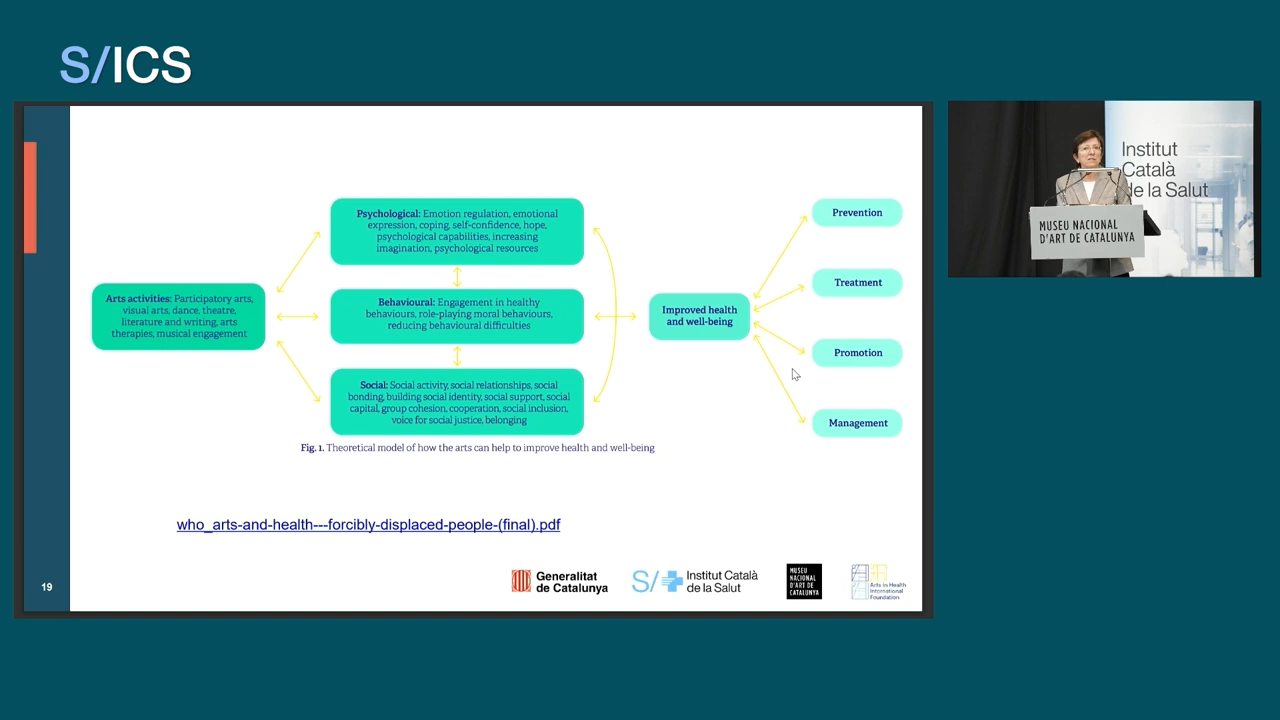 S/ICS
Arts activities: Participatory arts,
visual arts, dance, theatre,
literature and writing, arts
therapies, musical engagement
Psychological: Emotion regulation, emotional
expression, coping, self-confidence, hope,
psychological capabilities, increasing
imagination, psychological resources
Behavioural: Engagement in healthy
behaviours, role-playing moral behaviours,
reducing behavioural difficulties
Social: Social activity, social relationships, social
bonding, building social identity, social support, social
capital, group cohesion, cooperation, social inclusion,
voice for social justice, belonging
Improved health
and well-being
Prevention
Treatment
Promotion
Management
Fig. 1. Theoretical model of how the arts can help to improve health and well-being
who_arts-and-health---forcibly-displaced-people-(final).pdf
19
Generalitat
de Catalunya
S/
Institut Català
de la Salut
MUSEU
NACIONAL
D'ART DE
CATALUNYA
Arts in Health
International
Foundation
Institut
Català
de la Salut
MUSEU NACIONAL
D'ART DE CATALUNYA